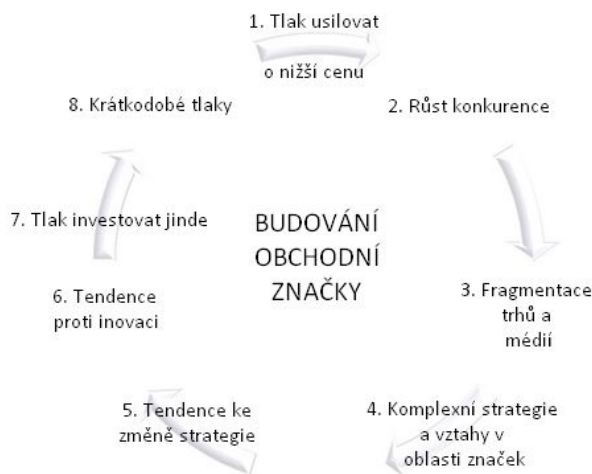 1. Tlak usilovat
o nižší cenu
2. Růst konkurence
3. Fragmentace
trhů a
médií
4. Komplexní strategie
a vztahy v
oblasti značek
5. Tendence ke
změně strategie
6. Tendence
proti inovaci
7. Tlak investovat jinde
8. Krátkodobé tlaky
BUDOVÁNÍ
OBCHODNÍ
ZNAČKY